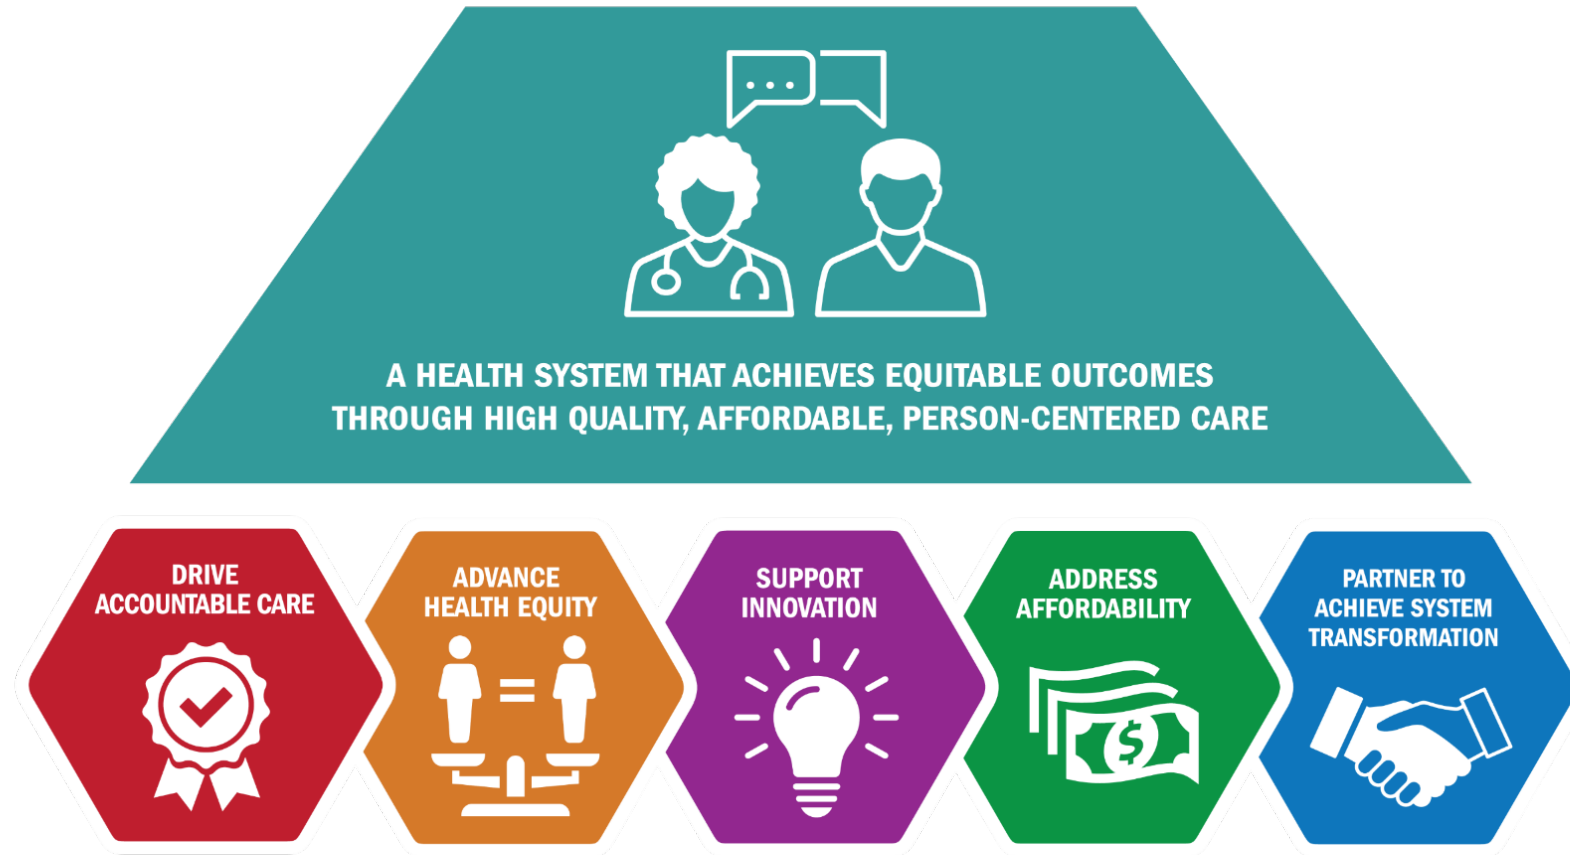 A HEALTH SYSTEM THAT ACHIEVES EQUITABLE OUTCOMES
THROUGH HIGH QUALITY, AFFORDABLE, PERSON-CENTERED CARE
DRIVE
ACCOUNTABLE CARE
ADVANCE
HEALTH EQUITY
=
SUPPORT
INNOVATION
ADDRESS
AFFORDABILITY
$
PARTNER TO
ACHIEVE SYSTEM
TRANSFORMATION